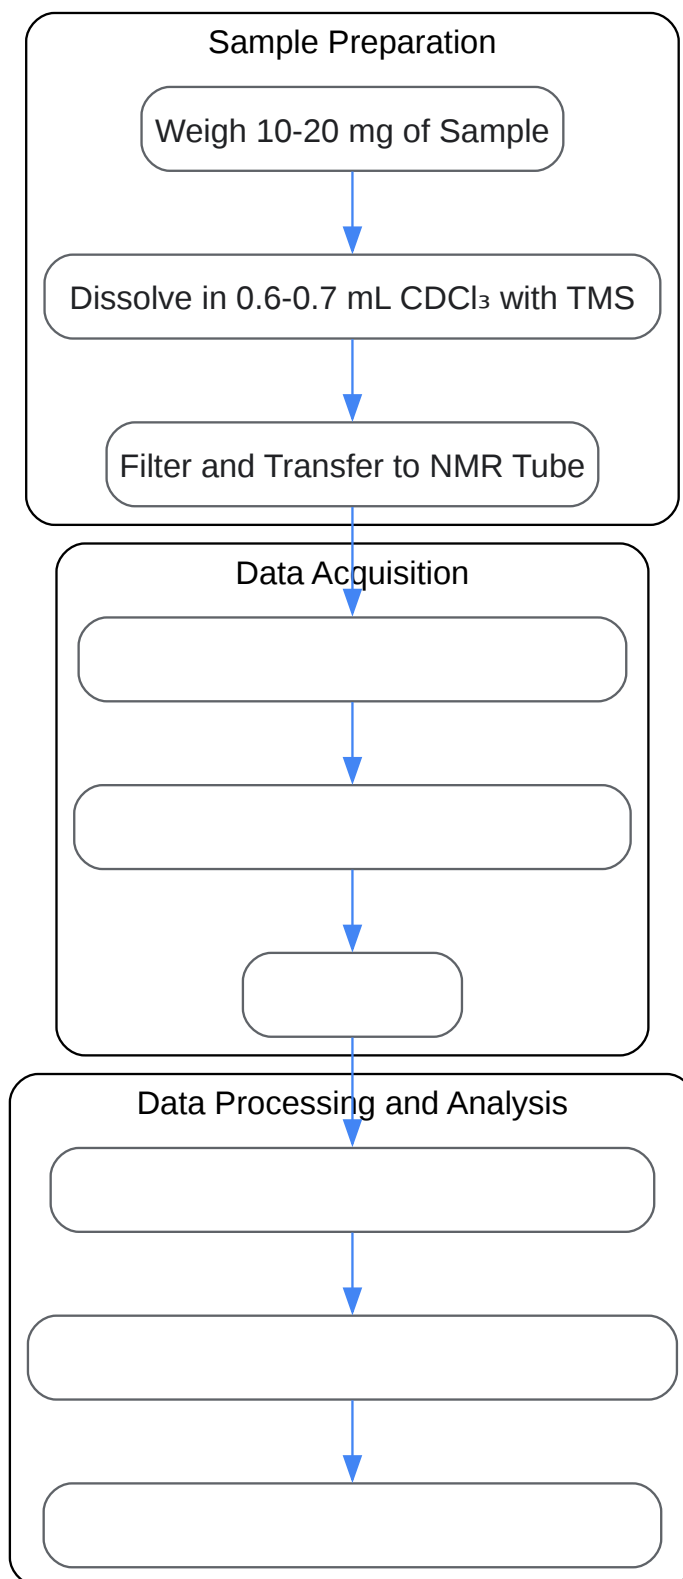 Sample Preparation
Weigh 10-20 mg of Sample
Dissolve in 0.6-0.7 mL CDCl₃ with TMS
Filter and Transfer to NMR Tube
Data Acquisition
Data Processing and Analysis